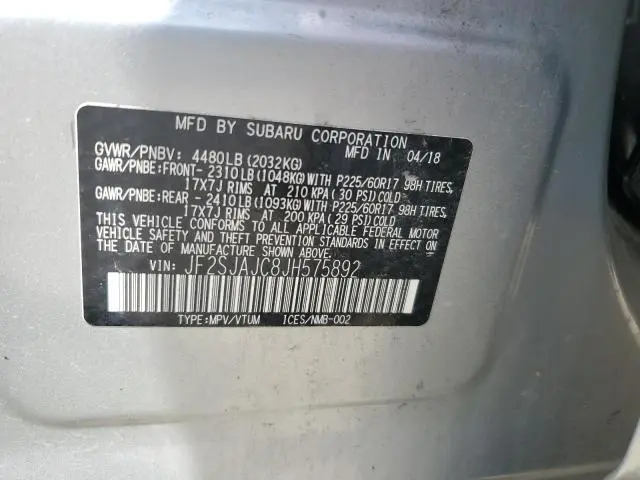 MFD BY SUBARU CORPORATION
GVWR/PNBV: 4480LB (2032KG) MFD IN 04/18
GAWR/PNBE:FRONT- 2310LB (1048KG) WITH P225/60R17 98H TIRES,
17X7J RIMS AT 210 KPA (30 PSI) COLD
GAWR/PNBE:REAR - 2410LB (1093KG) WITH P225/60R17 98H TIRES,
17X7J RIMS AT 200 KPA (29 PSI) COLD
THIS VEHICLE CONFORMS TO ALL APPLICABLE FEDERAL MOTOR
VEHICLE SAFETY AND THEFT PREVENTION STANDARDS IN EFFECT
ON THE DATE OF MANUFACTURE SHOWN ABOVE.
VIN: JF2SJAJC8JH575892
TYPE:MPV/VTUM ICES/NMB-002